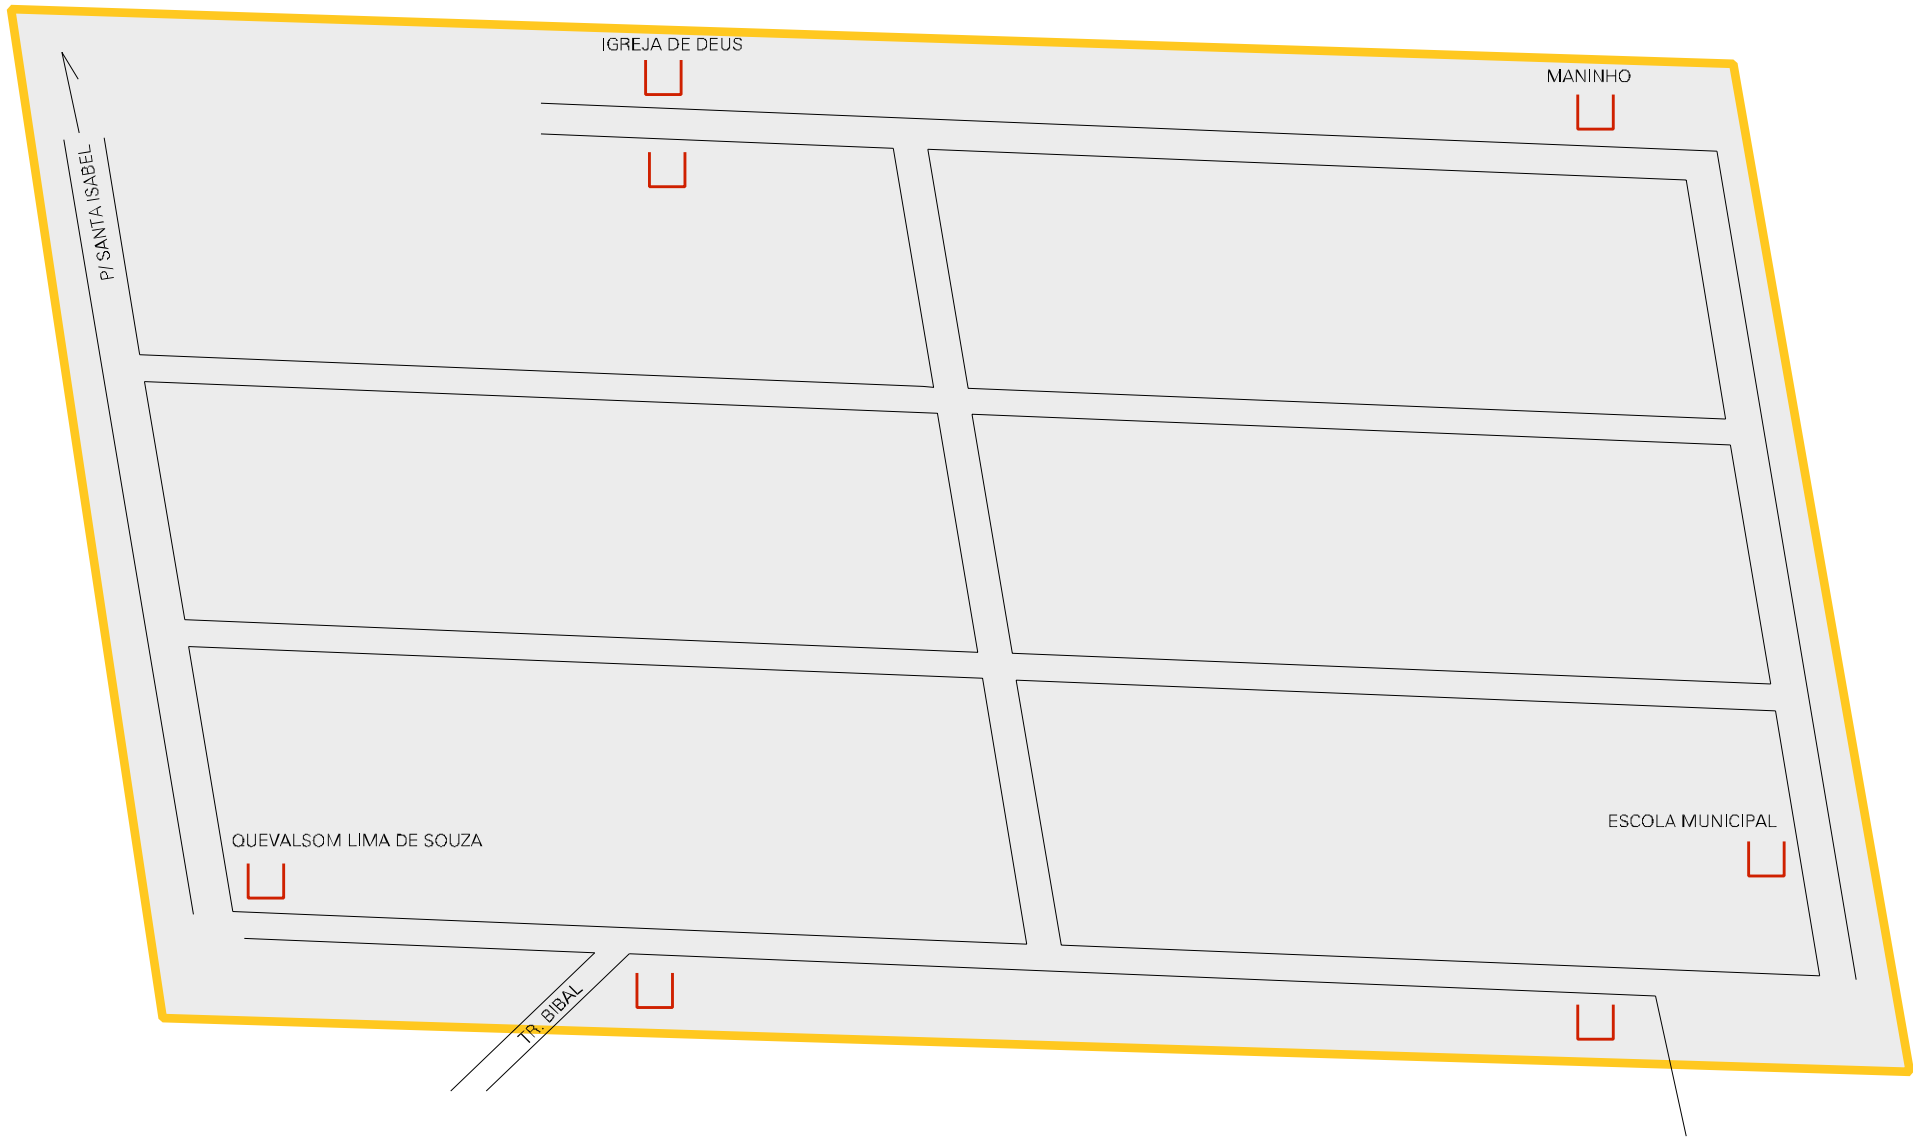 IGREJA DE DEUS
MANINHO
P/ SANTA ISABEL
ESCOLA MUNICIPAL
QUEVALSOM LIMA DE SOUZA
TR. BIBAL